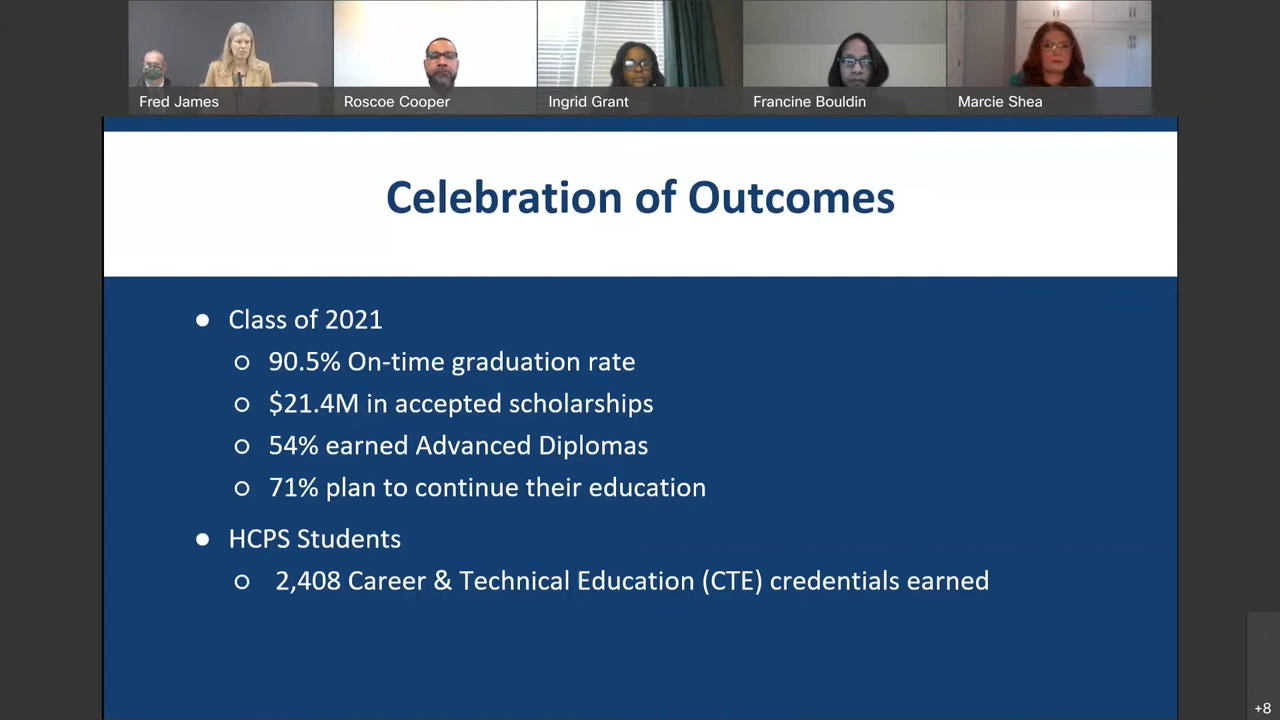 Fred James
Roscoe Cooper
Ingrid Grant
Francine Bouldin
Marcie Shea
Celebration of Outcomes
● Class of 2021
○ 90.5% On-time graduation rate
○ $21.4M in accepted scholarships
○ 54% earned Advanced Diplomas
○ 71% plan to continue their education
● HCPS Students
○ 2,408 Career & Technical Education (CTE) credentials earned
+8